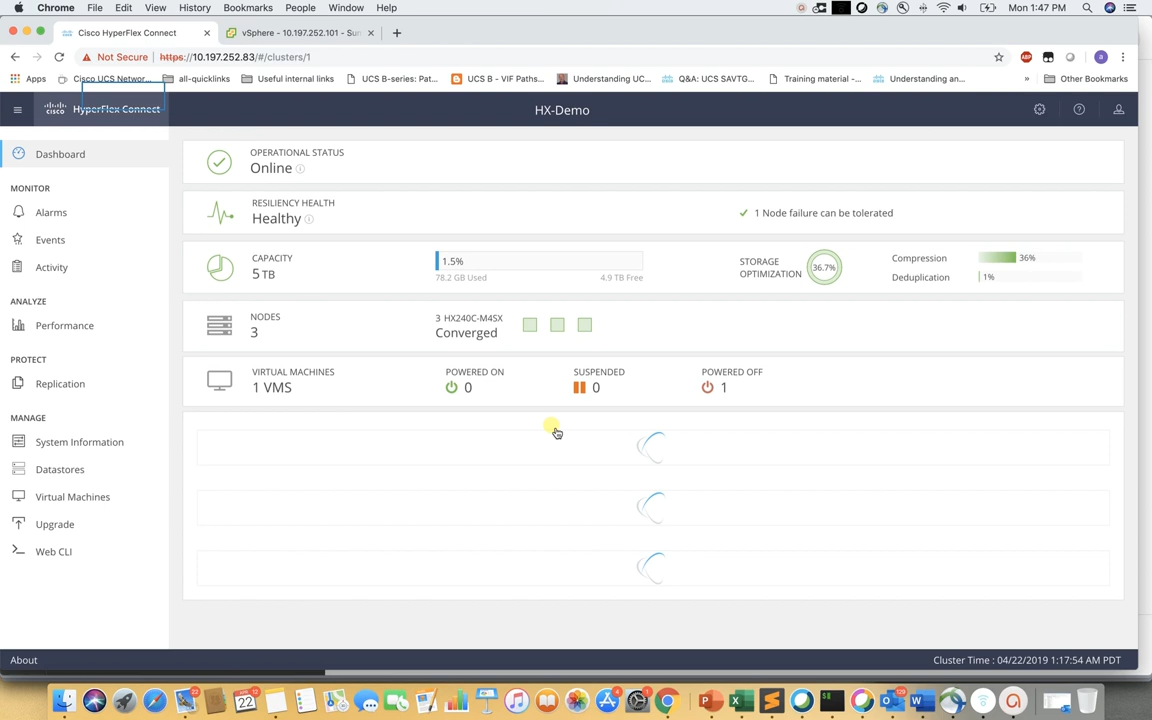 Chrome File Edit View History Bookmarks People Window Help Mon 1:47 PM
Cisco HyperFlex Connect vSphere - 10.197.252.101 - Sun
Not Secure https://10.197.252.83/#/clusters/1
Apps Cisco UCS Networ... all-quicklinks Useful internal links UCS B-series: Pat... UCS B - VIF Paths... Understanding UC... Q&A: UCS SAVTG... Training material -... Understanding an... » Other Bookmarks
cisco HyperFlex Connect HX-Demo
Dashboard
MONITOR
Alarms
Events
Activity
ANALYZE
Performance
PROTECT
Replication
MANAGE
System Information
Datastores
Virtual Machines
Upgrade
Web CLI
OPERATIONAL STATUS
Online
RESILIENCY HEALTH
Healthy
1 Node failure can be tolerated
CAPACITY
5 TB
1.5%
78.2 GB Used 4.9 TB Free
STORAGE
OPTIMIZATION
36.7%
Compression 36%
Deduplication 1%
NODES
3
3 HX240C-M4SX
Converged
VIRTUAL MACHINES
1 VMS
POWERED ON
0
SUSPENDED
0
POWERED OFF
1
About Cluster Time : 04/22/2019 1:17:54 AM PDT